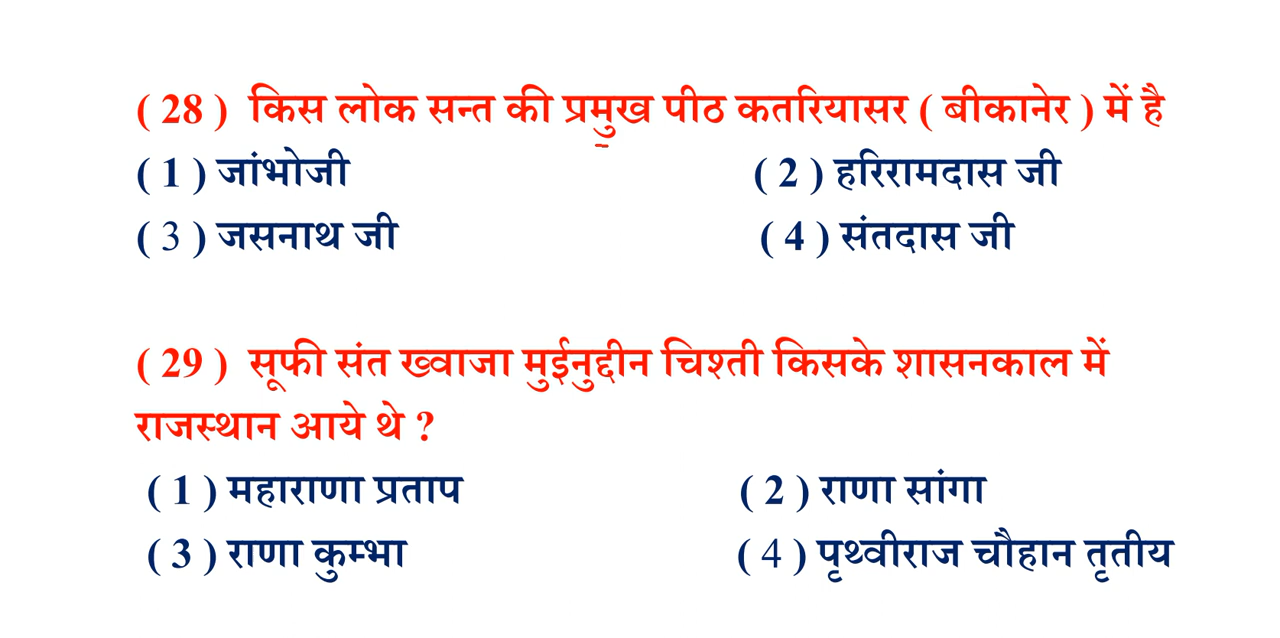 ( 28 ) किस लोक सन्त की प्रमुख पीठ कतरियासर ( बीकानेर ) में है
( 1 ) जांभोजी ( 2 ) हरिरामदास जी
( 3 ) जसनाथ जी ( 4 ) संतदास जी
( 29 ) सूफी संत ख्वाजा मुईनुद्दीन चिश्ती किसके शासनकाल में
राजस्थान आये थे ?
( 1 ) महाराणा प्रताप ( 2 ) राणा सांगा
( 3 ) राणा कुम्भा ( 4 ) पृथ्वीराज चौहान तृतीय